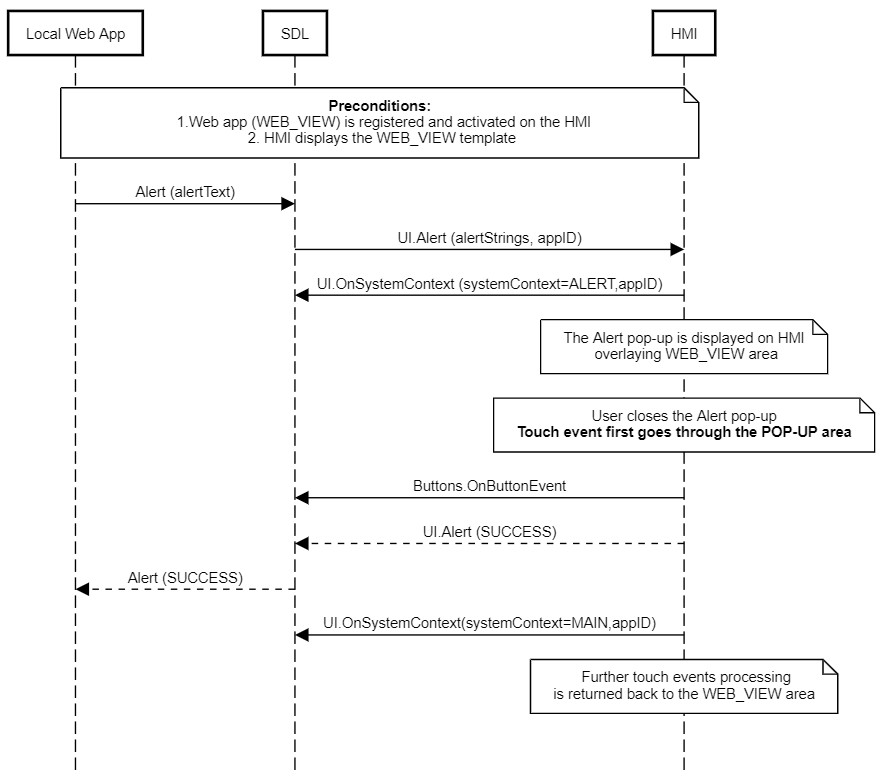 Local Web App
SDL
HMI
Preconditions:
1.Web app (WEB_VIEW) is registered and activated on the HMI
2. HMI displays the WEB_VIEW template
Alert (alertText)
UI.Alert (alertStrings, appID)
UI.OnSystemContext (systemContext=ALERT,appID)
The Alert pop-up is displayed on HMI
overlaying WEB_VIEW area
User closes the Alert pop-up
Touch event first goes through the POP-UP area
Buttons.OnButtonEvent
UI.Alert (SUCCESS)
Alert (SUCCESS)
UI.OnSystemContext(systemContext=MAIN,appID)
Further touch events processing
is returned back to the WEB_VIEW area